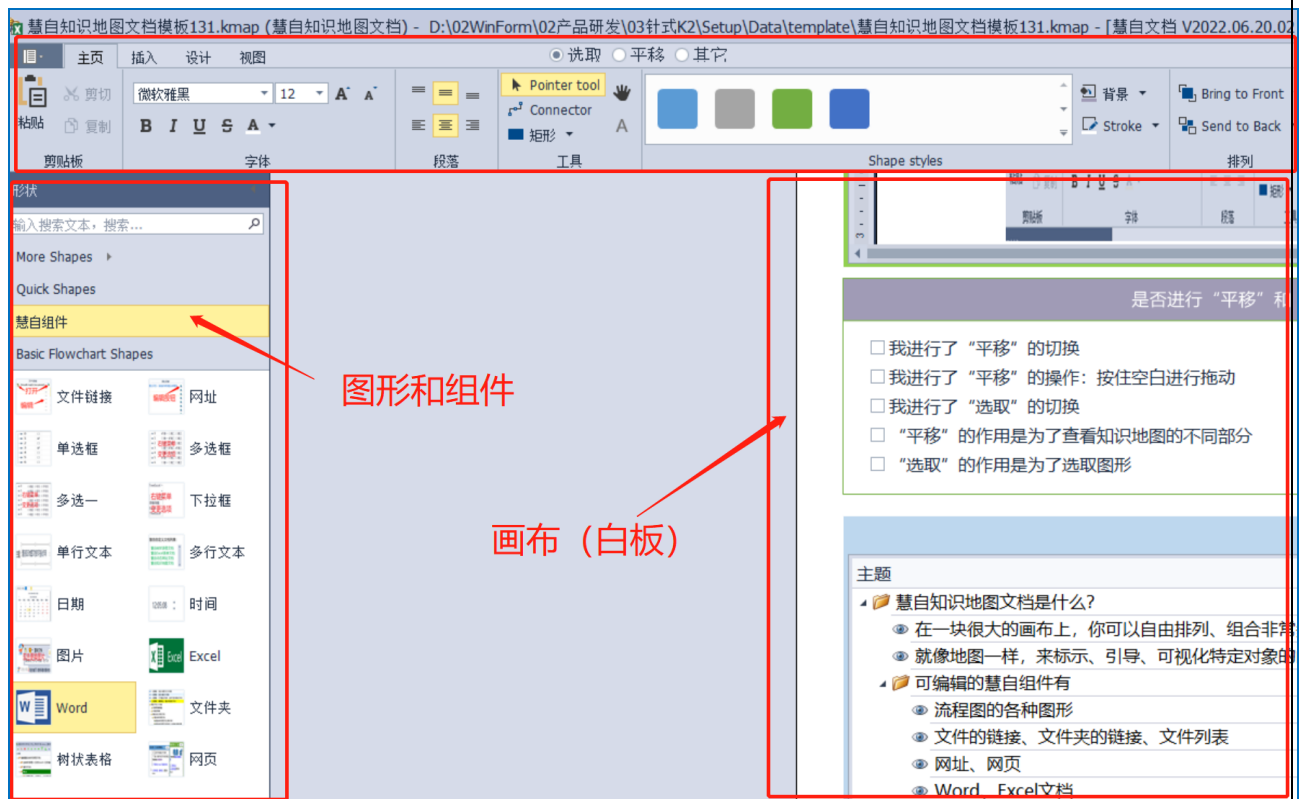 慧自知识地图文档模板131.kmap (慧自知识地图文档) - D:\02WinForm\02产品研发\03针式K2\Setup\Data\template\慧自知识地图文档模板131.kmap - [慧自文档 V2022.06.20.02
主页 插入 设计 视图 选取 平移 其它
粘贴 剪切 复制
剪贴板
微软雅黑 12 A A
B I U S A
字体
段落
Pointer tool
Connector
矩形 A
工具
Shape styles
背景
Stroke
Bring to Front
Send to Back
排列
形状
输入搜索文本，搜索...
More Shapes
Quick Shapes
慧自组件
Basic Flowchart Shapes
文件链接 网址
单选框 多选框
多选一 下拉框
单行文本 多行文本
日期 时间
图片 Excel
Word 文件夹
树状表格 网页
图形和组件
画布（白板）
剪贴板 字体 段落
是否进行“平移”和
我进行了“平移”的切换
我进行了“平移”的操作：按住空白进行拖动
我进行了“选取”的切换
“平移”的作用是为了查看知识地图的不同部分
“选取”的作用是为了选取图形
主题
慧自知识地图文档是什么?
在一块很大的画布上，你可以自由排列、组合非常
就像地图一样，来标示、引导、可视化特定对象的
可编辑的慧自组件有
流程图的各种图形
文件的链接、文件夹的链接、文件列表
网址、网页
Word、Excel文档